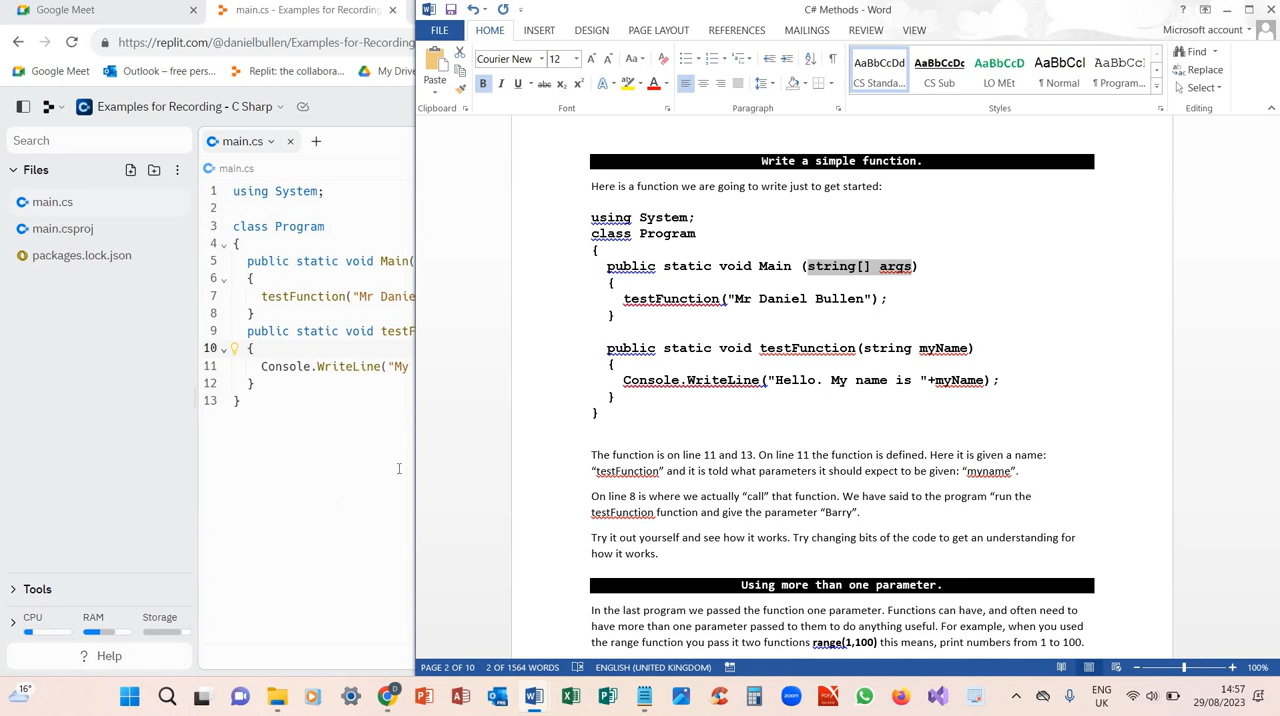 Google Meet
main.cs - Examples for Recording
C# Methods - Word
https://replit.com/@danielbullen/Examples-for-Recording
Google Meet
Outlook – free pers...
Replit: the collabora...
My Drive
Examples for Recording - C Sharp
FILE
HOME
INSERT
DESIGN
PAGE LAYOUT
REFERENCES
MAILINGS
REVIEW
VIEW
Microsoft account
Courier New
12
Paste
Clipboard
Font
Paragraph
AaBbCcDd
CS Standa...
AaBbCcDc
CS Sub
AaBbCcD
LO MEt
AaBbCcI
¶ Normal
AaBbCcI
¶ Program...
Styles
Find
Replace
Select
Editing
Search
Files
main.cs
main.csproj
packages.lock.json
Tools
CPU
RAM
Storage
? Help
main.cs
main.cs
1 using System;
2
3 class Program
4 {
5 public static void Main(
6 {
7 testFunction("Mr Danie
8 }
9 public static void testF
10 {
11 Console.WriteLine("My
12 }
13 }
Write a simple function.
Here is a function we are going to write just to get started:
using System;
class Program
{
public static void Main (string[] args)
{
testFunction("Mr Daniel Bullen");
}
public static void testFunction(string myName)
{
Console.WriteLine("Hello. My name is "+myName);
}
}
The function is on line 11 and 13. On line 11 the function is defined. Here it is given a name:
“testFunction” and it is told what parameters it should expect to be given: “myname”.
On line 8 is where we actually “call” that function. We have said to the program “run the
testFunction function and give the parameter “Barry”.
Try it out yourself and see how it works. Try changing bits of the code to get an understanding for
how it works.
Using more than one parameter.
In the last program we passed the function one parameter. Functions can have, and often need to
have more than one parameter passed to them to do anything useful. For example, when you used
the range function you pass it two functions range(1,100) this means, print numbers from 1 to 100.
PAGE 2 OF 10
2 OF 1564 WORDS
ENGLISH (UNITED KINGDOM)
100%
16°
ENG
UK
14:57
29/08/2023